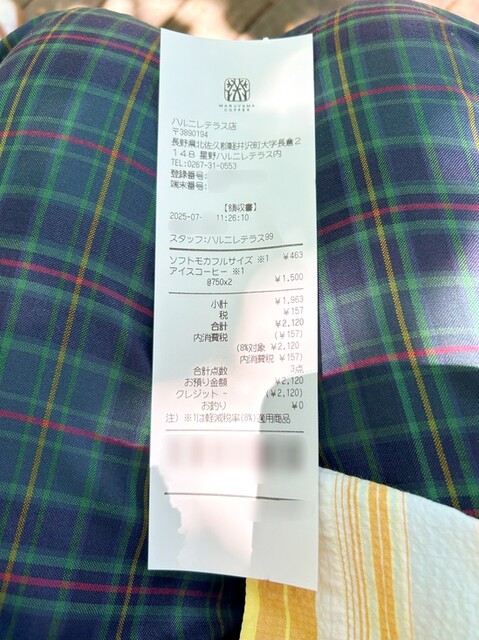 MARUYAMA
COFFEE
ハルニレテラス店
〒3890194
長野県北佐久郡軽井沢町大字長倉2
148 星野ハルニレテラス内
TEL:0267-31-0553
登録番号:
端末番号:
【領収書】
2025-07- 11:26:10
スタッフ:ハルニレテラス99
ソフトモカフルサイズ ※1 ¥463
アイスコーヒー ※1
@750x2 ¥1,500
小計 ¥1,963
税 ¥157
合計 ¥2,120
内消費税 (¥157)
(8%対象 ¥2,120
内消費税 ¥157)
合計点数 3点
お預り金額 ¥2,120
クレジット - (¥2,120)
お釣り ¥0
注) ※1は軽減税率(8%)適用商品